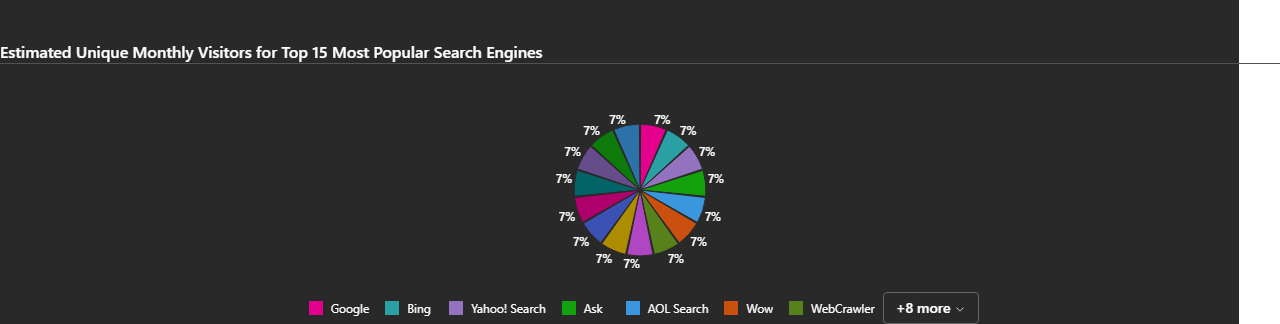 Estimated Unique Monthly Visitors for Top 15 Most Popular Search Engines
7% 7%
7% 7%
7% 7%
7% 7%
7% 7%
7% 7%
7% 7% 7%
Google Bing Yahoo! Search Ask AOL Search Wow WebCrawler +8 more